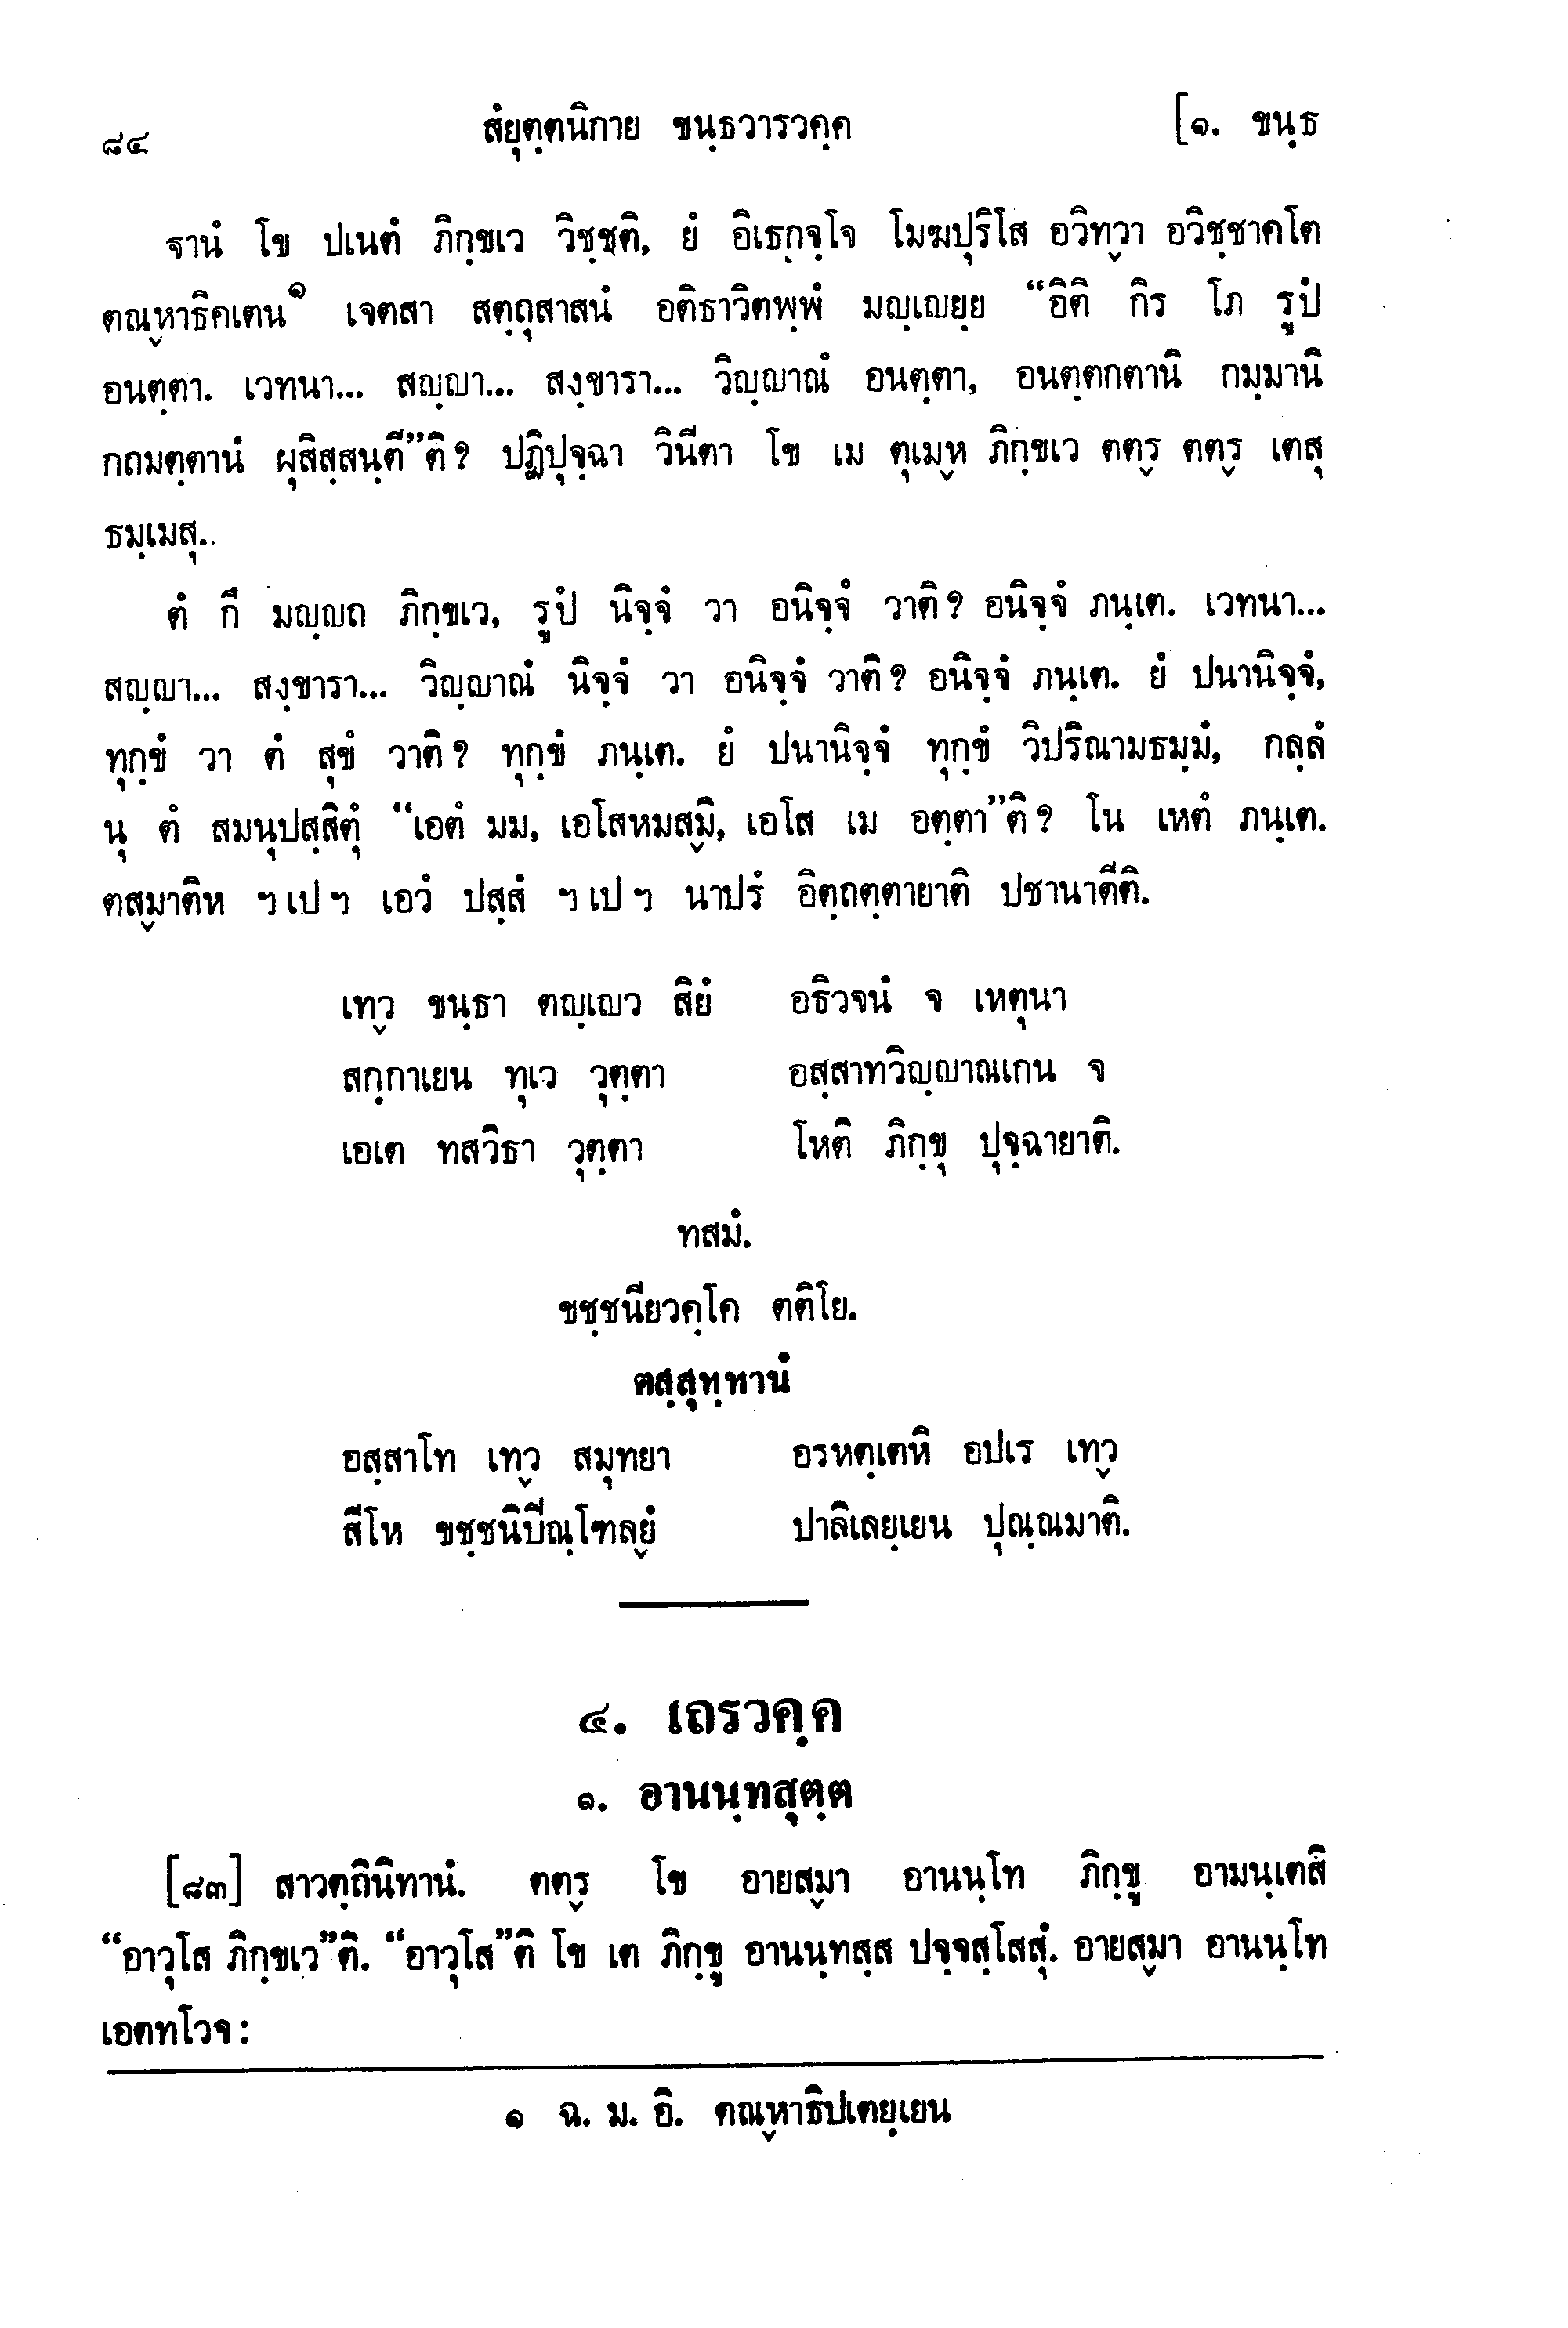 ๘๔ สํยุตฺตนิกาย ขนฺธวารวคฺค [๑. ขนฺธ
ฐานํ โข ปเนตํ ภิกฺขเว วิชฺชติ, ยํ อิเธกจฺโจ โมฆปุริโส อวิท๎วา อวิชฺชาคโต
ตณ๎หาธิคเตน๑ เจตสา สตฺถุสาสนํ อติธาวิตพฺพํ มญฺเญยฺย “อิติ กิร โภ รูปํ
อนตฺตา. เวทนา... สญฺญา... สงฺขารา... วิญฺญาณํ อนตฺตา, อนตฺตกตานิ กมฺมานิ
กถมตฺตานํ ผุสิสฺสนฺตี”ติ? ปฏิปุจฺฉา วินีตา โข เม ตุเม๎ห ภิกฺขเว ตต๎ร ตต๎ร เตสุ
ธมฺเมสุ.
ตํ กึ มญฺญถ ภิกฺขเว, รูปํ นิจฺจํ วา อนิจฺจํ วาติ? อนิจฺจํ ภนฺเต. เวทนา...
สญฺญา... สงฺขารา... วิญฺญาณํ นิจฺจํ วา อนิจฺจํ วาติ? อนิจฺจํ ภนฺเต. ยํ ปนานิจฺจํ,
ทุกฺขํ วา ตํ สุขํ วาติ? ทุกฺขํ ภนฺเต. ยํ ปนานิจฺจํ ทุกฺขํ วิปริณามธมฺมํ, กลฺลํ
นุ ตํ สมนุปสฺสิตุํ “เอตํ มม, เอโสหมส๎มิ, เอโส เม อตฺตา”ติ? โน เหตํ ภนฺเต.
ตส๎มาติห ฯ เป ฯ เอวํ ปสฺสํ ฯ เป ฯ นาปรํ อิตฺถตฺตายาติ ปชานาตีติ.
เท๎ว ขนฺธา ตญฺเญว สิยํ อธิวจนํ จ เหตุนา
สกฺกาเยน ทุเว วุตฺตา อสฺสาทวิญฺญาณเกน จ
เอเต ทสวิธา วุตฺตา โหติ ภิกฺขุ ปุจฺฉายาติ.
ทสมํ.
ขชฺชนียวคฺโค ตติโย.
ตสฺสุทฺทานํ
อสฺสาโท เท๎ว สมุทยา อรหตฺเตหิ อปเร เท๎ว
สีโห ขชฺชนิปิณฺโฑลย๎ํ ปาลิเลยฺเยน ปุณฺณมาติ.
๔. เถรวคฺค
๑. อานนฺทสุตฺต
[๘๓] สาวตฺถินิทานํ. ตต๎ร โข อายส๎มา อานนฺโท ภิกฺขู อามนฺเตสิ
“อาวุโส ภิกฺขเว”ติ. “อาวุโส”ติ โข เต ภิกฺขู อานนฺทสฺส ปจฺจสฺโสสุํ. อายส๎มา อานนฺโท
เอตทโวจ:
๑ ฉ. ม. อิ. ตณ๎หาธิปเตยฺเยน